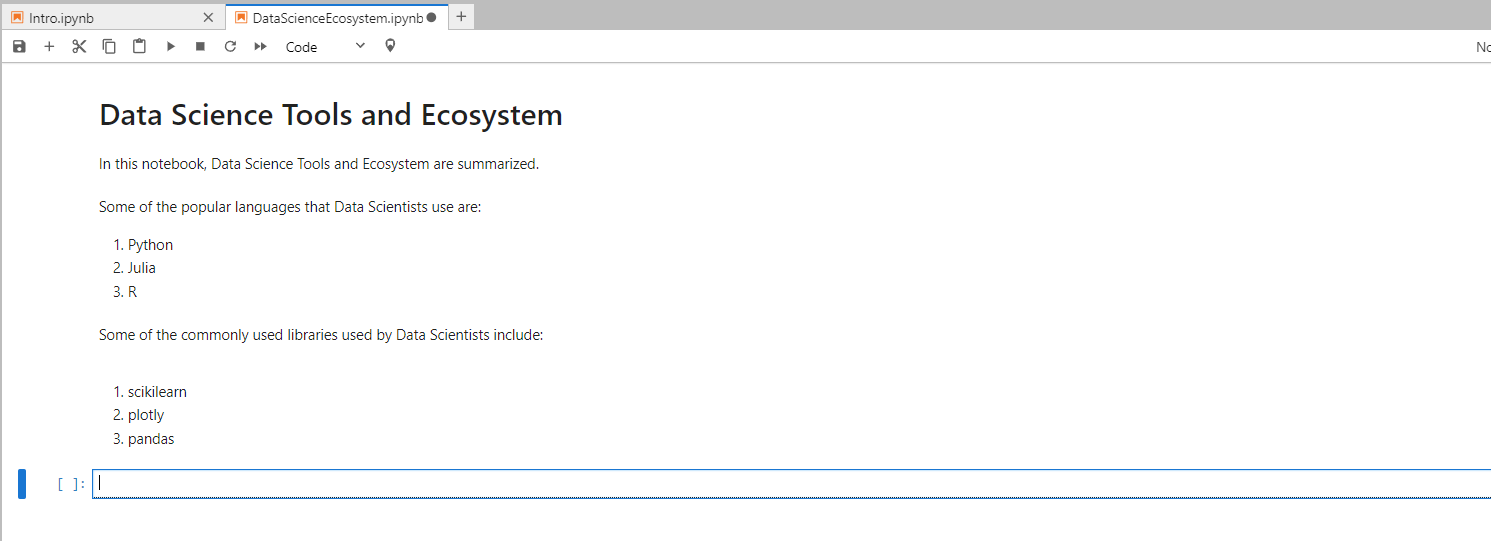 Intro.ipynb
DataScienceEcosystem.ipynb
Code
No
Data Science Tools and Ecosystem
In this notebook, Data Science Tools and Ecosystem are summarized.
Some of the popular languages that Data Scientists use are:
1. Python
2. Julia
3. R
Some of the commonly used libraries used by Data Scientists include:
1. scikilearn
2. plotly
3. pandas
[ ]: